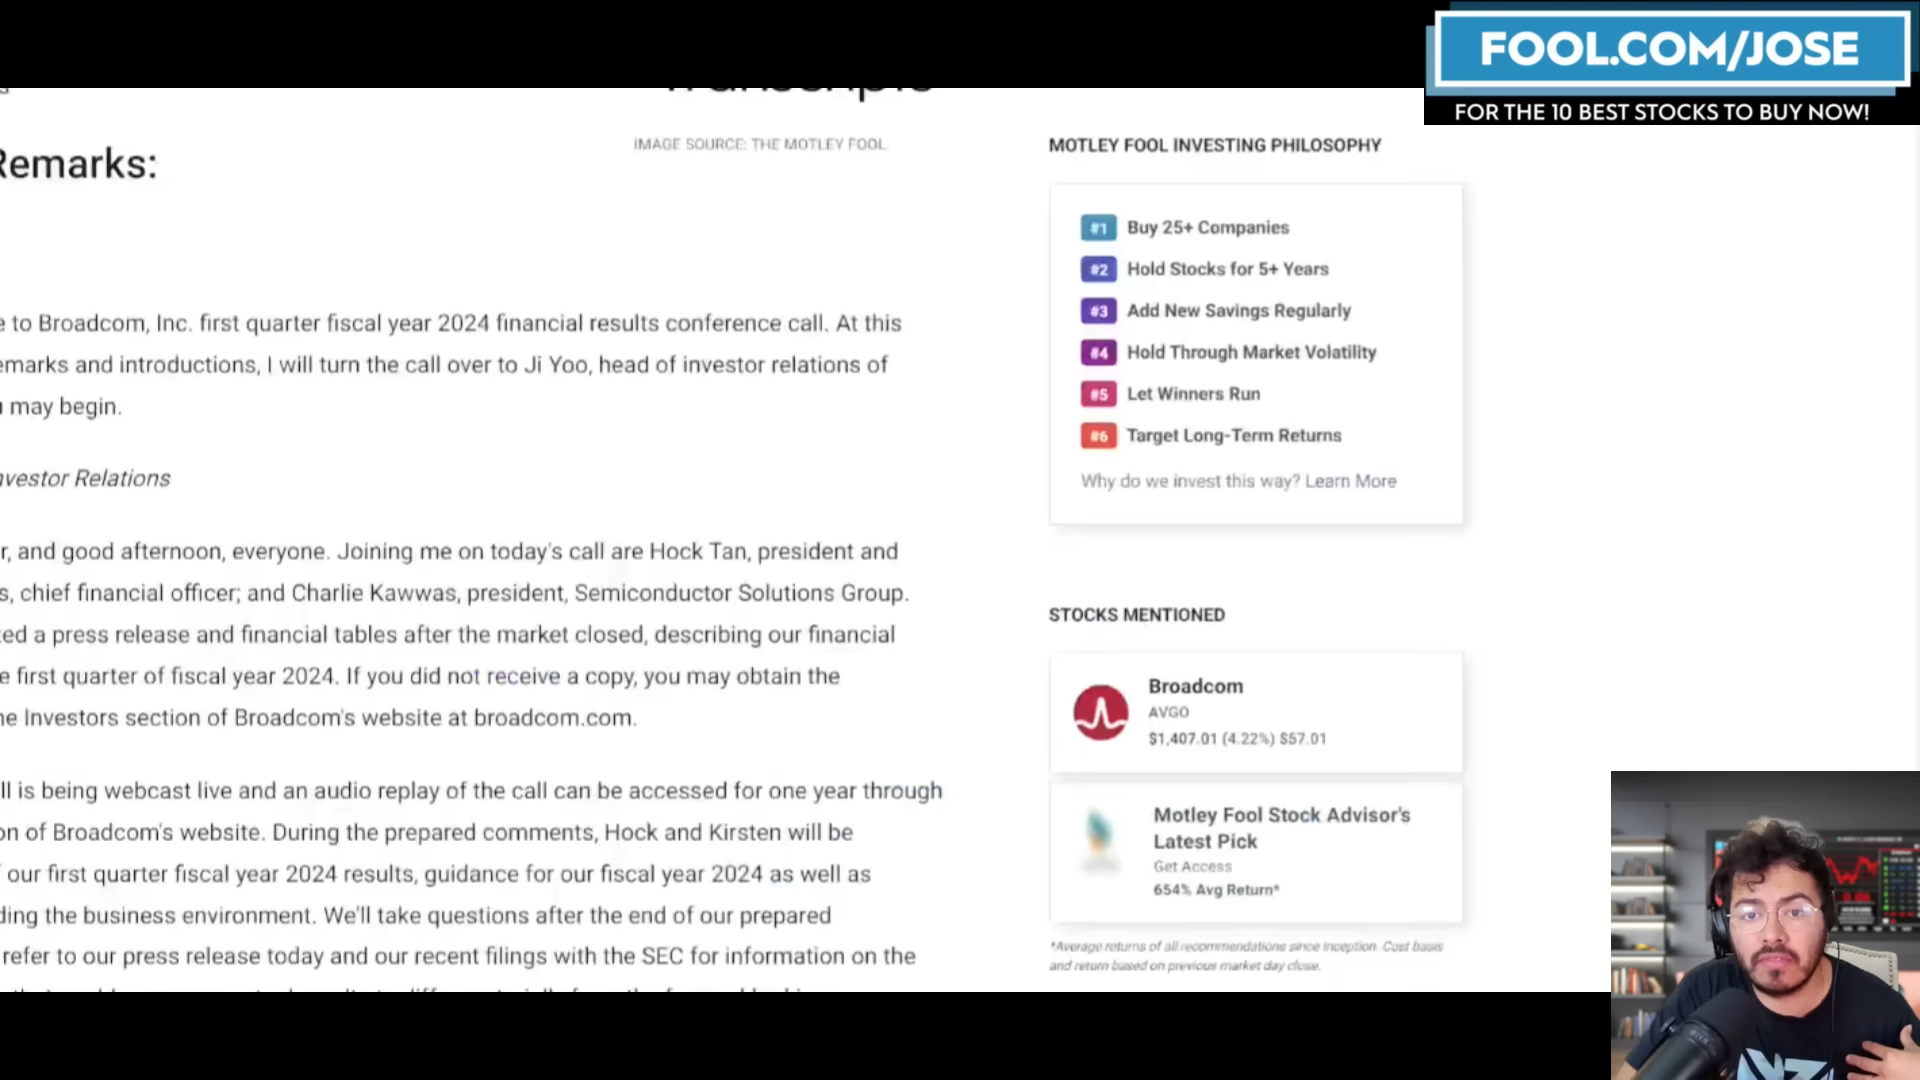 FOOL.COM/JOSE
FOR THE 10 BEST STOCKS TO BUY NOW!
Transcripts
IMAGE SOURCE: THE MOTLEY FOOL.
Remarks:
e to Broadcom, Inc. first quarter fiscal year 2024 financial results conference call. At this
emarks and introductions, I will turn the call over to Ji Yoo, head of investor relations of
u may begin.
nvestor Relations
r, and good afternoon, everyone. Joining me on today's call are Hock Tan, president and
s, chief financial officer; and Charlie Kawwas, president, Semiconductor Solutions Group.
ted a press release and financial tables after the market closed, describing our financial
e first quarter of fiscal year 2024. If you did not receive a copy, you may obtain the
he Investors section of Broadcom's website at broadcom.com.
ll is being webcast live and an audio replay of the call can be accessed for one year through
on of Broadcom's website. During the prepared comments, Hock and Kirsten will be
our first quarter fiscal year 2024 results, guidance for our fiscal year 2024 as well as
ding the business environment. We'll take questions after the end of our prepared
refer to our press release today and our recent filings with the SEC for information on the
MOTLEY FOOL INVESTING PHILOSOPHY
#1 Buy 25+ Companies
#2 Hold Stocks for 5+ Years
#3 Add New Savings Regularly
#4 Hold Through Market Volatility
#5 Let Winners Run
#6 Target Long-Term Returns
Why do we invest this way? Learn More
STOCKS MENTIONED
Broadcom
AVGO
$1,407.01 (4.22%) $57.01
Motley Fool Stock Advisor's
Latest Pick
Get Access
654% Avg Return*
*Average returns of all recommendations since inception. Cost basis
and return based on previous market day close.